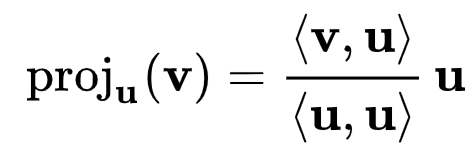 proj_𝐮(𝐯) = ⟨𝐯, 𝐮⟩ / ⟨𝐮, 𝐮⟩ 𝐮